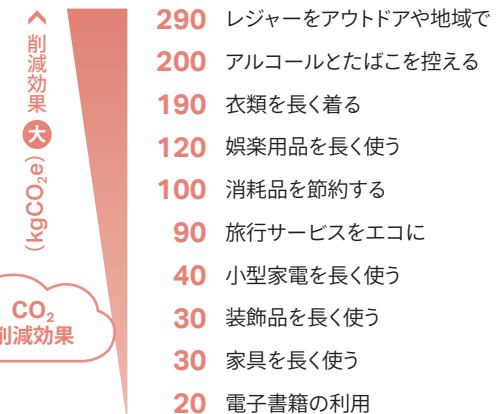 削減効果 大 (kgCO₂e)
290 レジャーをアウトドアや地域で
200 アルコールとたばこを控える
190 衣類を長く着る
120 娯楽用品を長く使う
100 消耗品を節約する
90 旅行サービスをエコに
40 小型家電を長く使う
30 装飾品を長く使う
30 家具を長く使う
20 電子書籍の利用
CO₂
削減効果